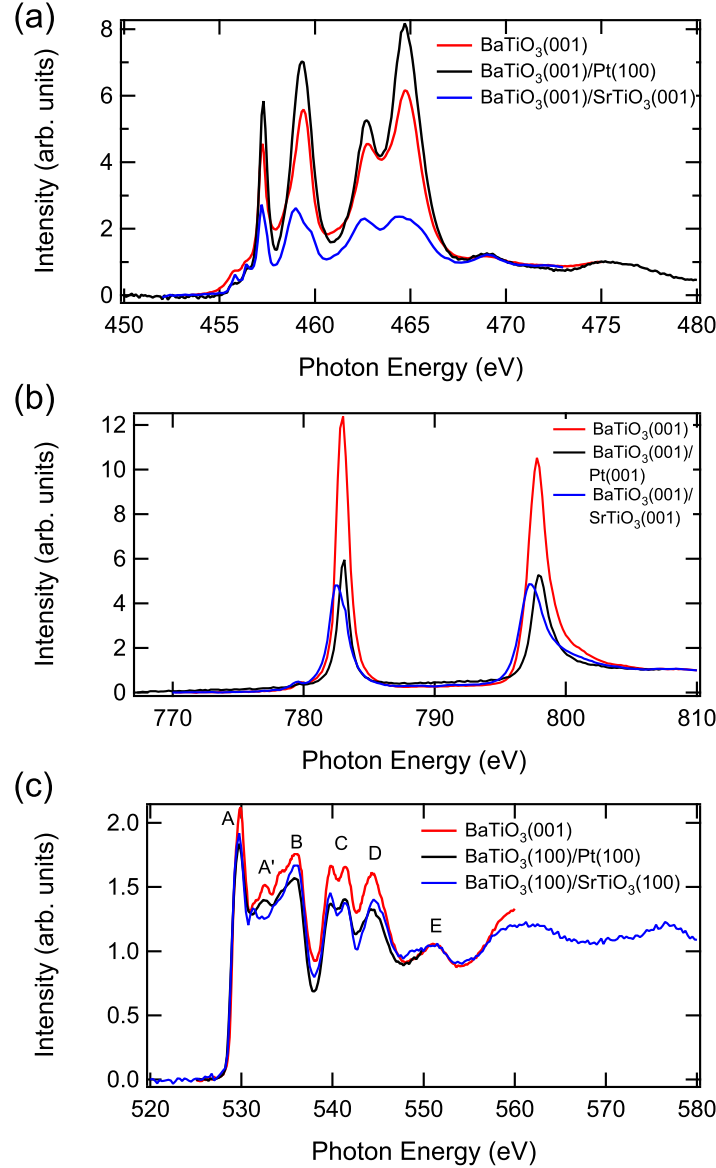 (a)
8
6
4
2
0
Intensity (arb. units)
BaTiO₃(001)
BaTiO₃(001)/Pt(100)
BaTiO₃(001)/SrTiO₃(001)
450 455 460 465 470 475 480
Photon Energy (eV)
(b)
12
10
8
6
4
2
0
Intensity (arb. units)
BaTiO₃(001)
BaTiO₃(001)/
Pt(001)
BaTiO₃(001)/
SrTiO₃(001)
770 780 790 800 810
Photon Energy (eV)
(c)
2.0
1.5
1.0
0.5
0.0
Intensity (arb. units)
A A' B C D E
BaTiO₃(001)
BaTiO₃(100)/Pt(100)
BaTiO₃(100)/SrTiO₃(100)
520 530 540 550 560 570 580
Photon Energy (eV)